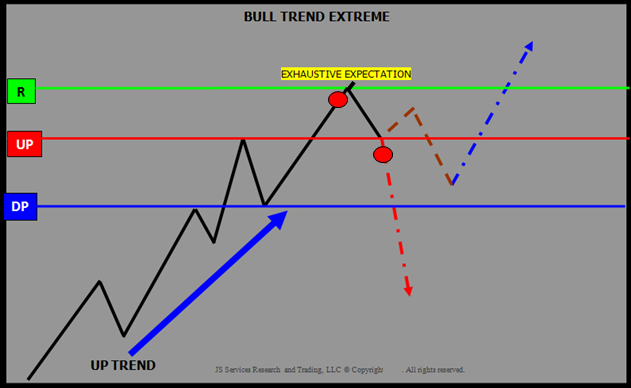 BULL TREND EXTREME
EXHAUSTIVE EXPECTATION
R
UP
DP
UP TREND
JS Services Research and Trading, LLC ® Copyright . All rights reserved.